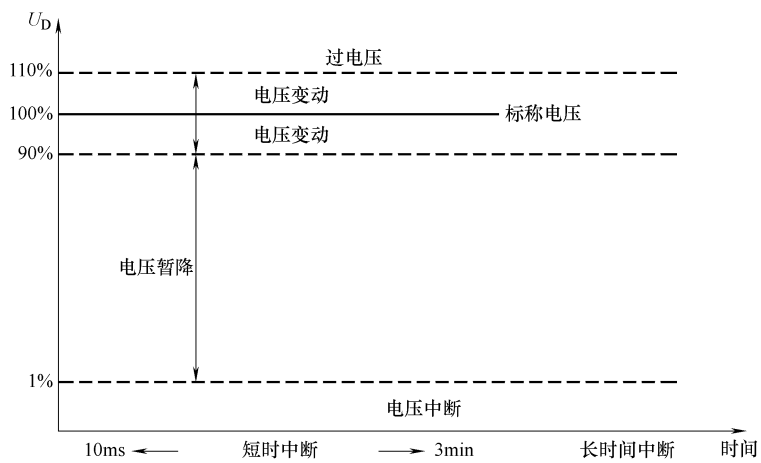 U_D
过电压
110%
电压变动
100%
标称电压
电压变动
90%
电压暂降
1%
电压中断
10ms 短时中断 3min 长时间中断 时间